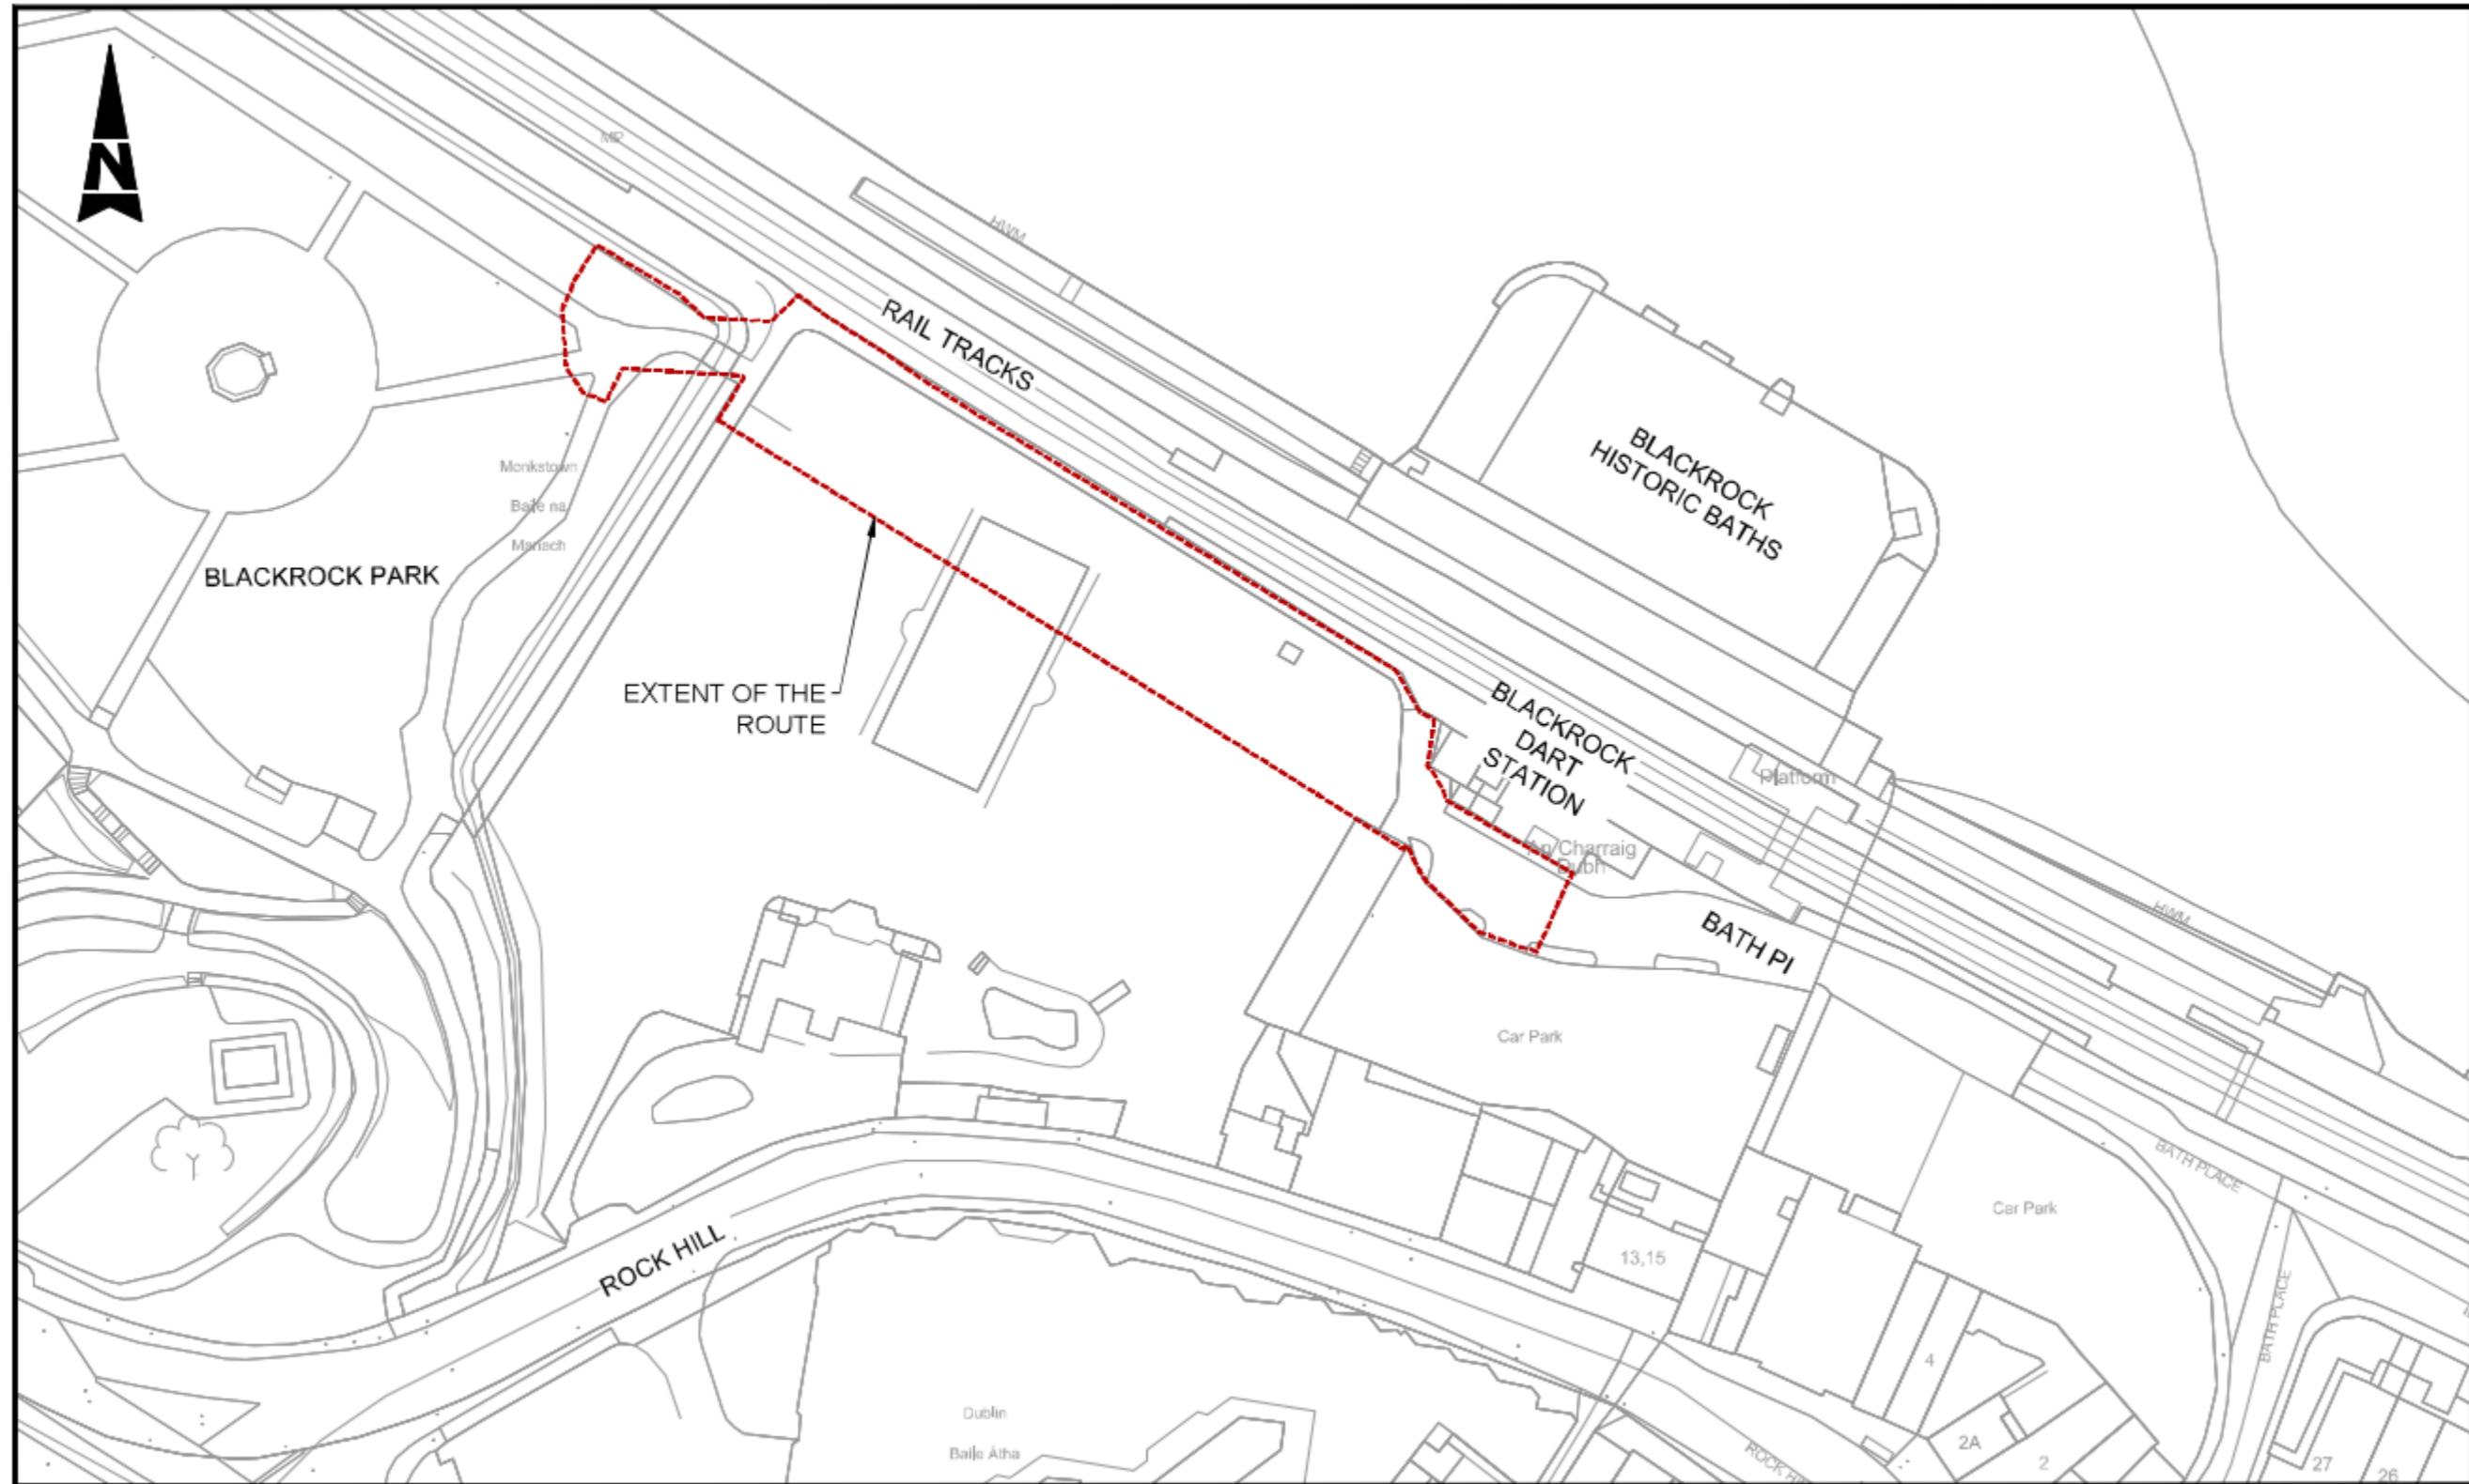 N
MP
HWM
RAIL TRACKS
BLACKROCK
HISTORIC BATHS
Monkstown
Baile na
Manach
BLACKROCK PARK
EXTENT OF THE
ROUTE
BLACKROCK
DART
STATION
Platform
An Charraig
Dubh
HWM
BATH Pl
Car Park
BATH PLACE
Car Park
13,15
ROCK HILL
BATH PLACE
4
Dublin
Baile Átha
2A
2
27
26